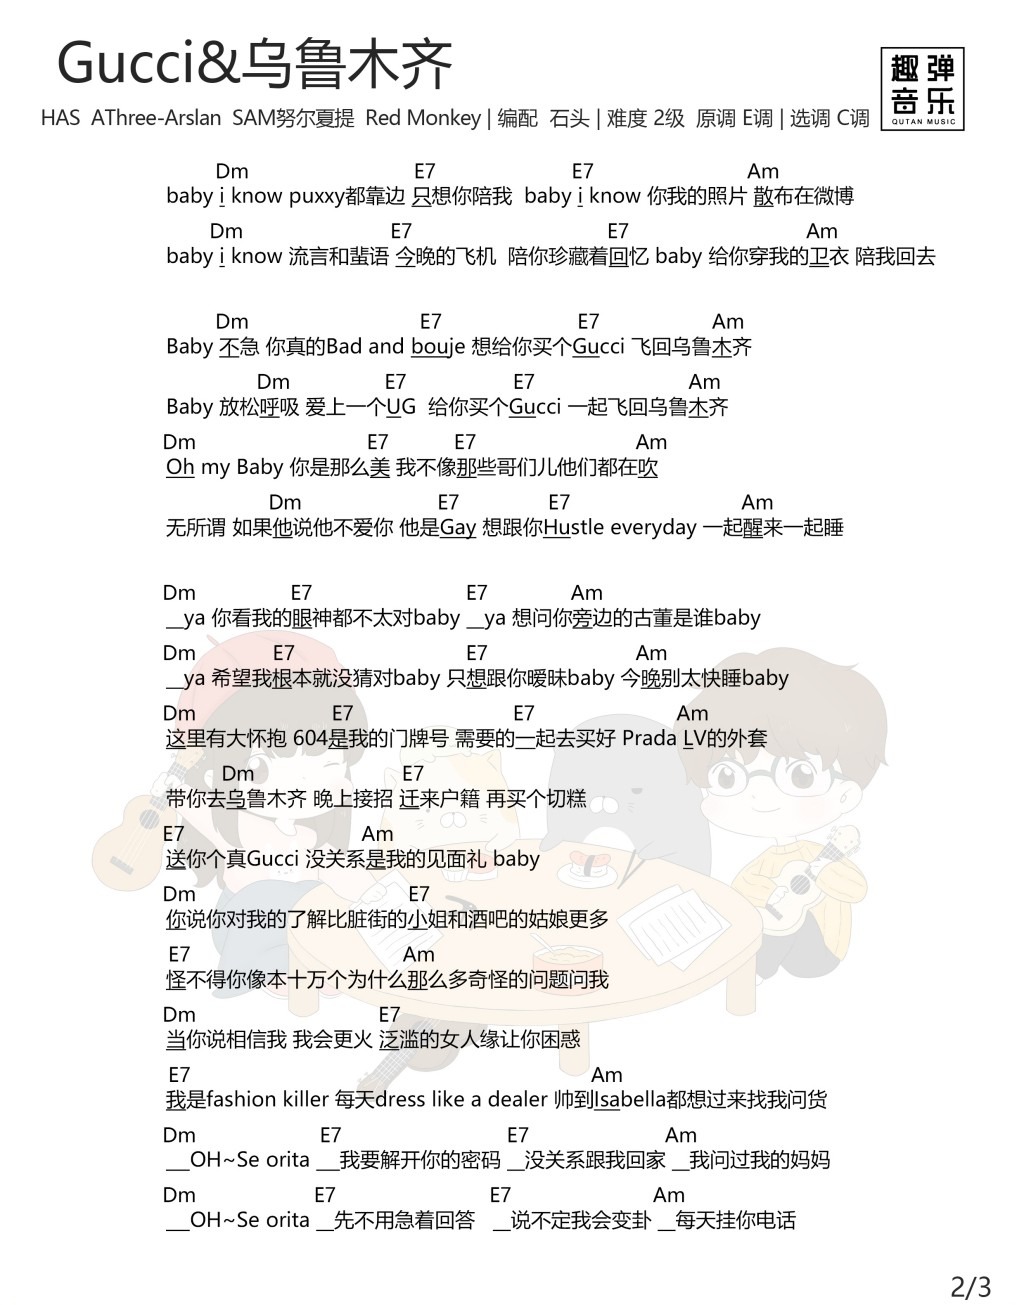 Gucci&乌鲁木齐
HAS AThree-Arslan SAM努尔夏提 Red Monkey | 编配 石头 | 难度 2级 原调 E调 | 选调 C调
趣弹
音乐
QUTAN MUSIC
Dm E7 E7 Am
baby i know puxxy都靠边 只想你陪我 baby i know 你我的照片 散布在微博
Dm E7 E7 Am
baby i know 流言和蜚语 今晚的飞机 陪你珍藏着回忆 baby 给你穿我的卫衣 陪我回去
Dm E7 E7 Am
Baby 不急 你真的Bad and bouje 想给你买个Gucci 飞回乌鲁木齐
Dm E7 E7 Am
Baby 放松呼吸 爱上一个UG 给你买个Gucci 一起飞回乌鲁木齐
Dm E7 E7 Am
Oh my Baby 你是那么美 我不像那些哥们儿他们都在吹
Dm E7 E7 Am
无所谓 如果他说他不爱你 他是Gay 想跟你Hustle everyday 一起醒来一起睡
Dm E7 E7 Am
__ya 你看我的眼神都不太对baby __ya 想问你旁边的古董是谁baby
Dm E7 E7 Am
__ya 希望我根本就没猜对baby 只想跟你暧昧baby 今晚别太快睡baby
Dm E7 E7 Am
这里有大怀抱 604是我的门牌号 需要的一起去买好 Prada LV的外套
Dm E7
带你去乌鲁木齐 晚上接招 迁来户籍 再买个切糕
E7 Am
送你个真Gucci 没关系是我的见面礼 baby
Dm E7
你说你对我的了解比脏街的小姐和酒吧的姑娘更多
E7 Am
怪不得你像本十万个为什么那么多奇怪的问题问我
Dm E7
当你说相信我 我会更火 泛滥的女人缘让你困惑
E7 Am
我是fashion killer 每天dress like a dealer 帅到Isabella都想过来找我问货
Dm E7 E7 Am
__OH~Se orita __我要解开你的密码 __没关系跟我回家 __我问过我的妈妈
Dm E7 E7 Am
__OH~Se orita __先不用急着回答 __说不定我会变卦 __每天挂你电话
2/3